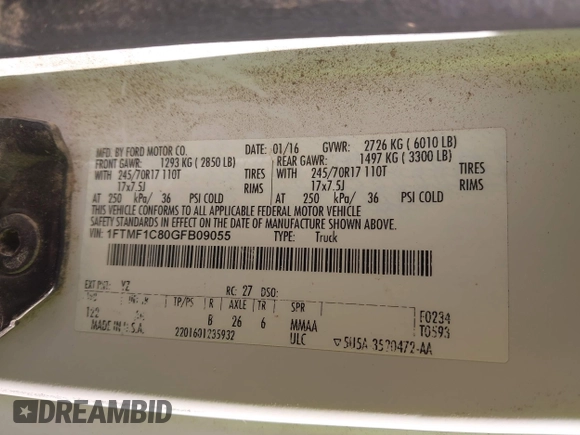 MFD. BY FORD MOTOR CO.
DATE: 01/16 GVWR: 2726 KG ( 6010 LB)
FRONT GAWR: 1293 KG ( 2850 LB) REAR GAWR: 1497 KG ( 3300 LB)
WITH 245/70R17 110T TIRES WITH 245/70R17 110T TIRES
17x7.5J RIMS 17x7.5J RIMS
AT 250 kPa/ 36 PSI COLD AT 250 kPa/ 36 PSI COLD
THIS VEHICLE CONFORMS TO ALL APPLICABLE FEDERAL MOTOR VEHICLE
SAFETY STANDARDS IN EFFECT ON THE DATE OF MANUFACTURE SHOWN ABOVE.
VIN: 1FTMF1C80GFB09055 TYPE: Truck
EXT YZ RC: 27 DSO:
TP/PS R AXLE TR SPR
122 B 26 6 MMAA F0234
MADE IN U.S.A. 2201601235932 ULC T0593
DREAMBID